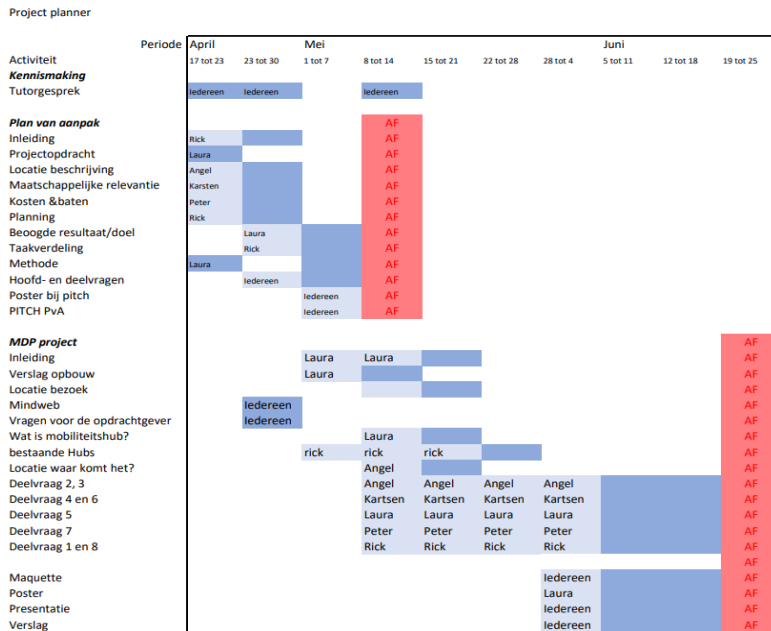 Project planner
Periode April Mei Juni
Activiteit 17 tot 23 23 tot 30 1 tot 7 8 tot 14 15 tot 21 22 tot 28 28 tot 4 5 tot 11 12 tot 18 19 tot 25
Kennismaking
Tutorgesprek Iedereen Iedereen Iedereen
Plan van aanpak AF
Inleiding Rick AF
Projectopdracht Laura AF
Locatie beschrijving Angel AF
Maatschappelijke relevantie Karsten AF
Kosten &baten Peter AF
Planning Rick AF
Beoogde resultaat/doel Laura AF
Taakverdeling Rick AF
Methode Laura AF
Hoofd- en deelvragen Iedereen AF
Poster bij pitch Iedereen AF
PITCH PvA Iedereen AF
MDP project AF
Inleiding Laura Laura AF
Verslag opbouw Laura AF
Locatie bezoek AF
Mindweb Iedereen AF
Vragen voor de opdrachtgever Iedereen AF
Wat is mobiliteitshub? Laura AF
bestaande Hubs rick rick rick AF
Locatie waar komt het? Angel AF
Deelvraag 2, 3 Angel Angel Angel Angel AF
Deelvraag 4 en 6 Kartsen Kartsen Kartsen Kartsen AF
Deelvraag 5 Laura Laura Laura Laura AF
Deelvraag 7 Peter Peter Peter Peter AF
Deelvraag 1 en 8 Rick Rick Rick Rick AF
AF
Maquette Iedereen AF
Poster Laura AF
Presentatie Iedereen AF
Verslag Iedereen AF